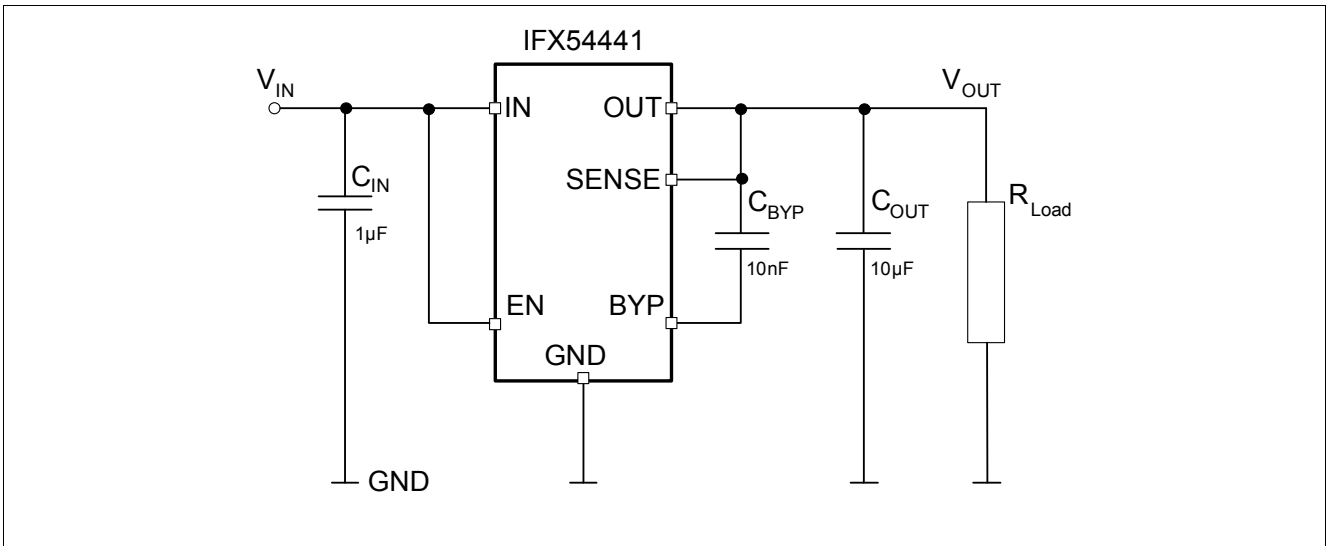 IFX54441
V_IN
V_OUT
IN
OUT
SENSE
C_IN
1µF
C_BYP
10nF
C_OUT
10µF
R_Load
EN
BYP
GND
GND